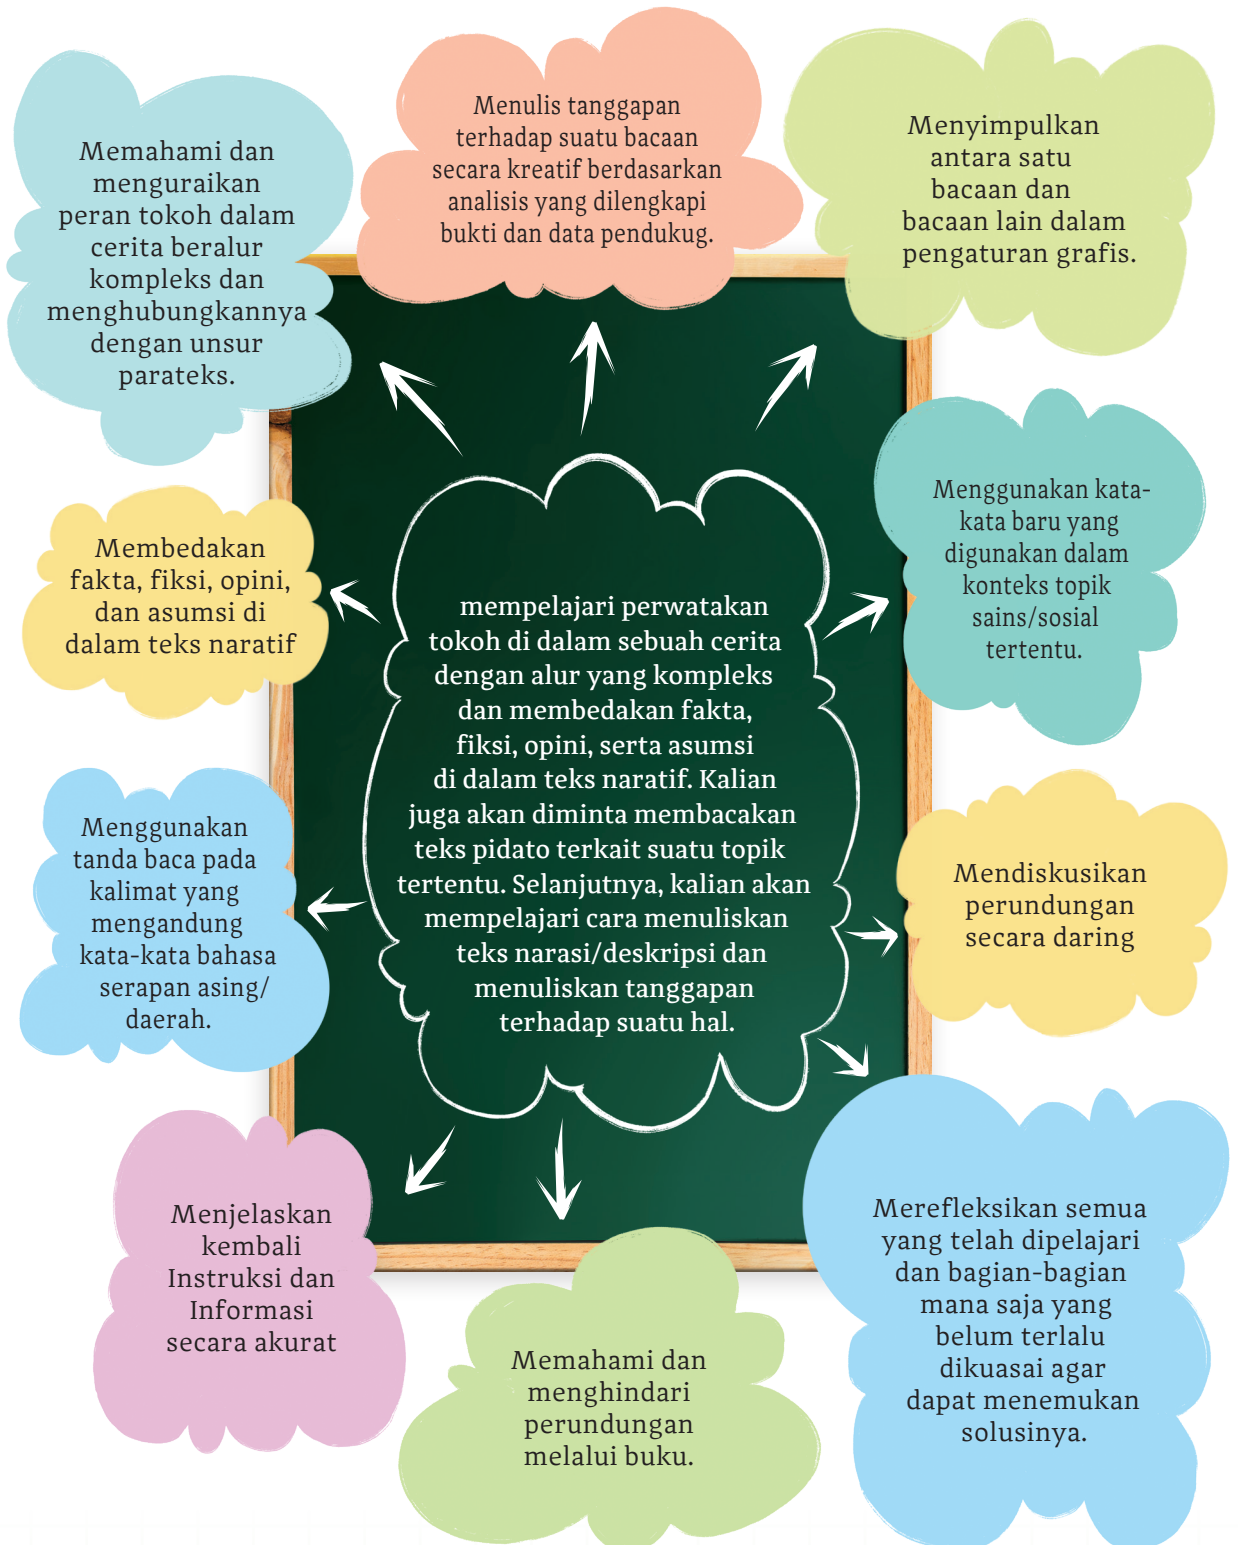 Memahami dan
menguraikan
peran tokoh dalam
cerita beralur
kompleks dan
menghubungkannya
dengan unsur
parateks.
Menulis tanggapan
terhadap suatu bacaan
secara kreatif berdasarkan
analisis yang dilengkapi
bukti dan data pendukug.
Menyimpulkan
antara satu
bacaan dan
bacaan lain dalam
pengaturan grafis.
Membedakan
fakta, fiksi, opini,
dan asumsi di
dalam teks naratif
mempelajari perwatakan
tokoh di dalam sebuah cerita
dengan alur yang kompleks
dan membedakan fakta,
fiksi, opini, serta asumsi
di dalam teks naratif. Kalian
juga akan diminta membacakan
teks pidato terkait suatu topik
tertentu. Selanjutnya, kalian akan
mempelajari cara menuliskan
teks narasi/deskripsi dan
menuliskan tanggapan
terhadap suatu hal.
Menggunakan kata-
kata baru yang
digunakan dalam
konteks topik
sains/sosial
tertentu.
Menggunakan
tanda baca pada
kalimat yang
mengandung
kata-kata bahasa
serapan asing/
daerah.
Mendiskusikan
perundungan
secara daring
Menjelaskan
kembali
Instruksi dan
Informasi
secara akurat
Memahami dan
menghindari
perundungan
melalui buku.
Merefleksikan semua
yang telah dipelajari
dan bagian-bagian
mana saja yang
belum terlalu
dikuasai agar
dapat menemukan
solusinya.